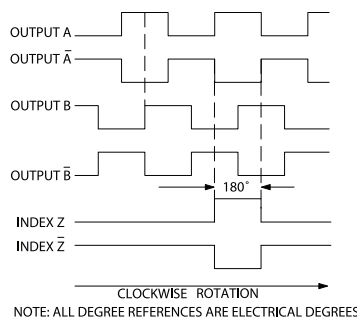 OUTPUT A
OUTPUT A̅
OUTPUT B
OUTPUT B̅
180°
INDEX Z
INDEX Z̅
CLOCKWISE ROTATION
NOTE: ALL DEGREE REFERENCES ARE ELECTRICAL DEGREES